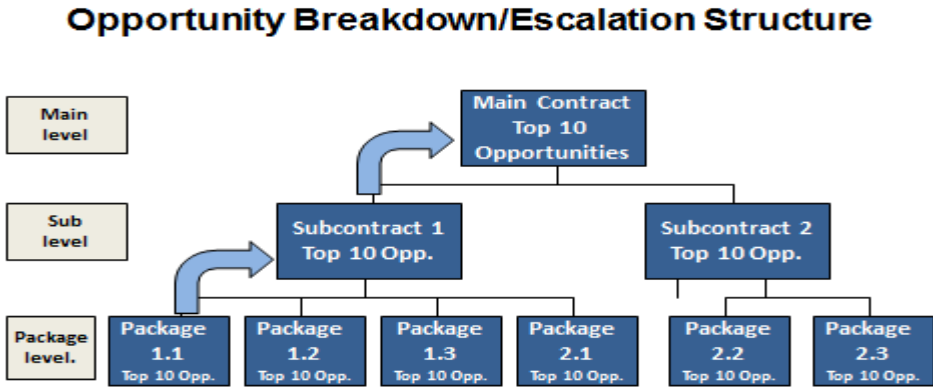 Opportunity Breakdown/Escalation Structure
Main
level
Main Contract
Top 10
Opportunities
Sub
level
Subcontract 1
Top 10 Opp.
Subcontract 2
Top 10 Opp.
Package
level.
Package
1.1
Top 10 Opp.
Package
1.2
Top 10 Opp.
Package
1.3
Top 10 Opp.
Package
2.1
Top 10 Opp.
Package
2.2
Top 10 Opp.
Package
2.3
Top 10 Opp.